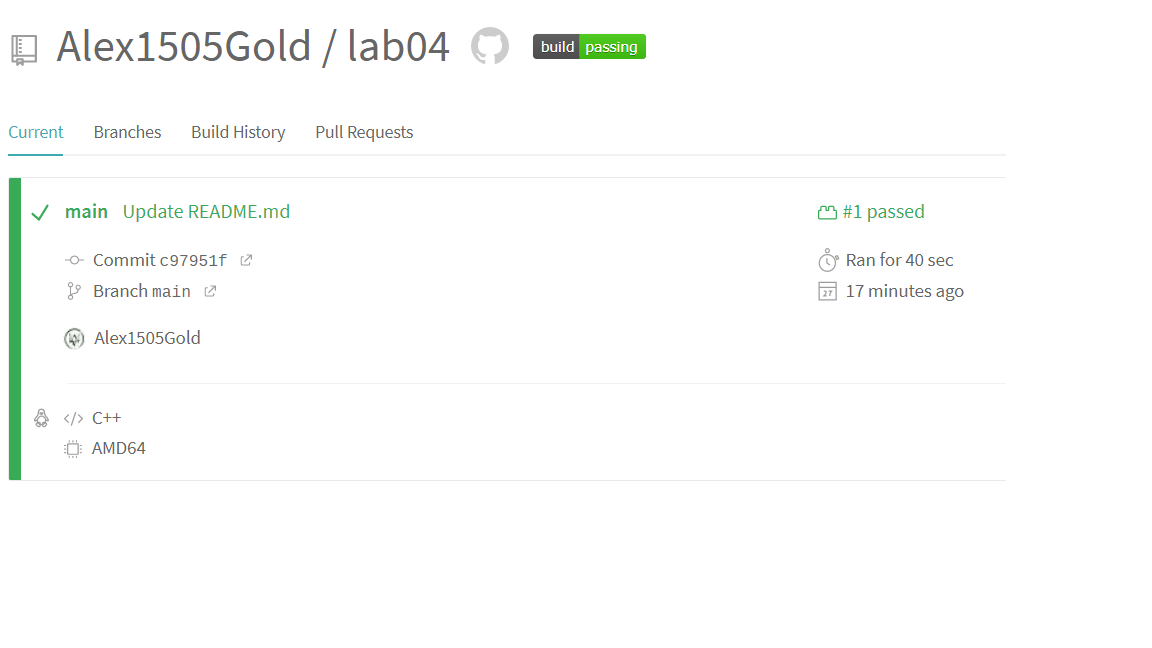 Alex1505Gold / lab04 build passing
Current Branches Build History Pull Requests
main Update README.md #1 passed
Commit c97951f Ran for 40 sec
Branch main 27 17 minutes ago
Alex1505Gold
C++
AMD64